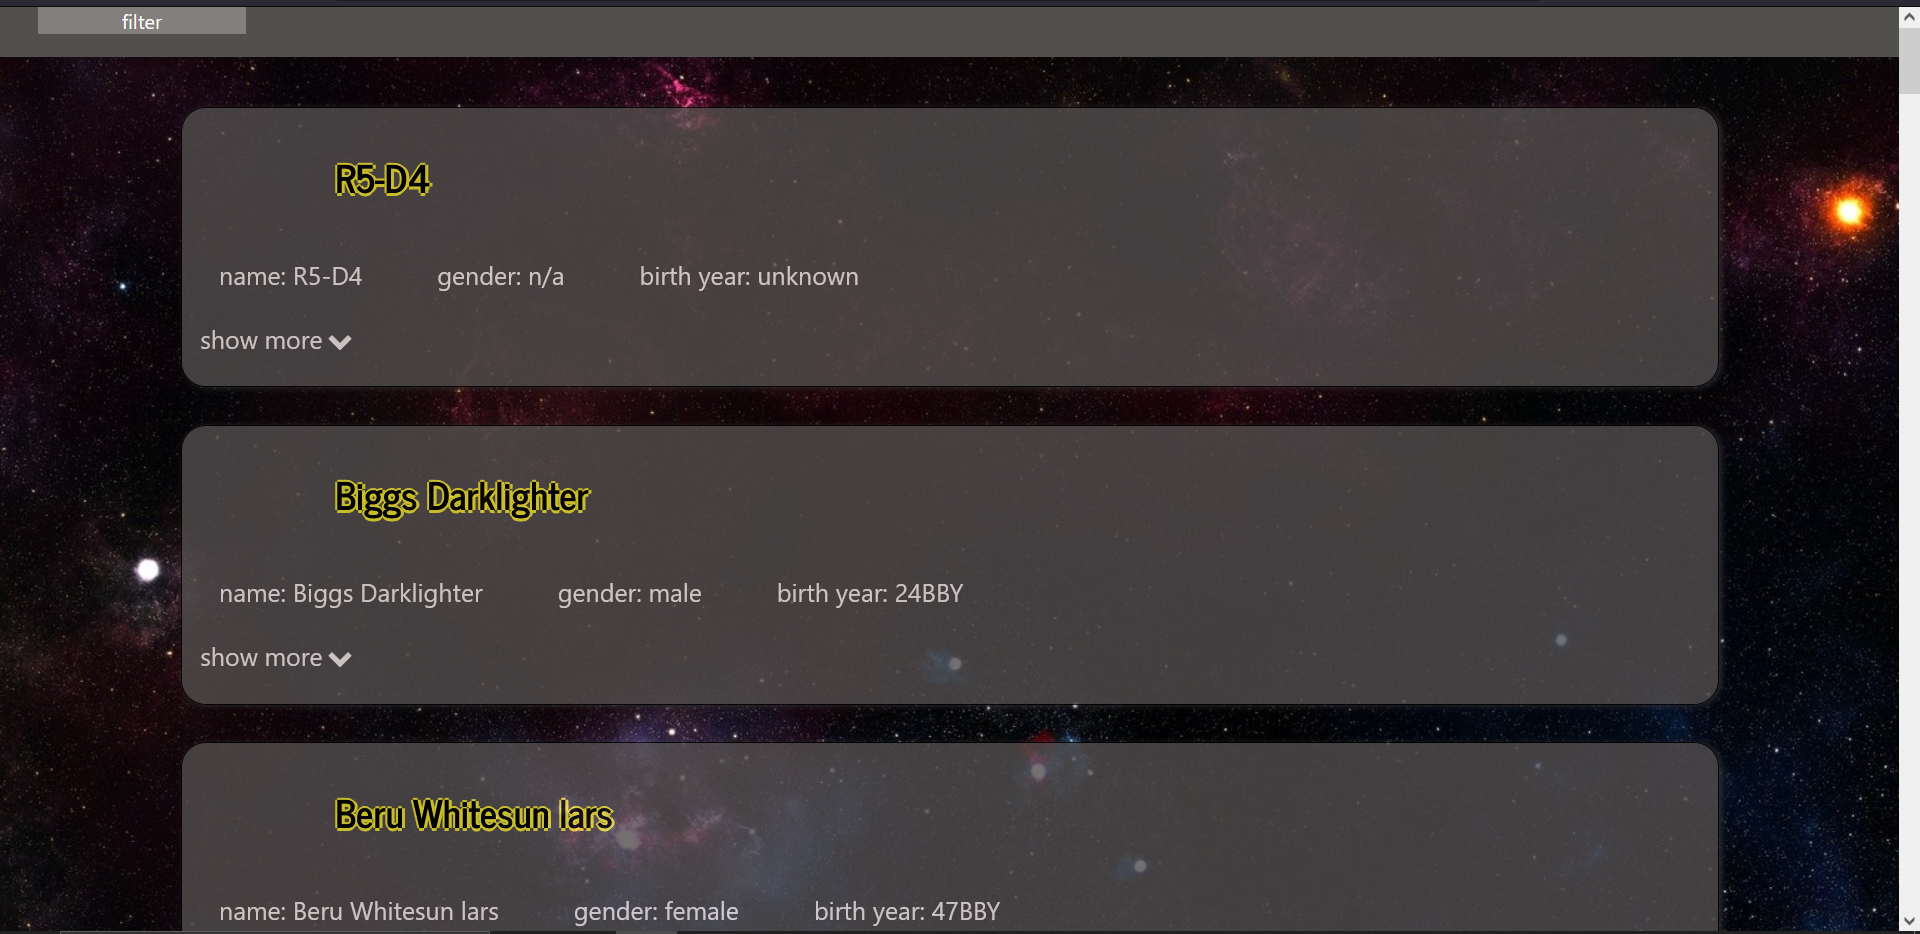 filter
R5-D4
name: R5-D4 gender: n/a birth year: unknown
show more
Biggs Darklighter
name: Biggs Darklighter gender: male birth year: 24BBY
show more
Beru Whitesun lars
name: Beru Whitesun lars gender: female birth year: 47BBY